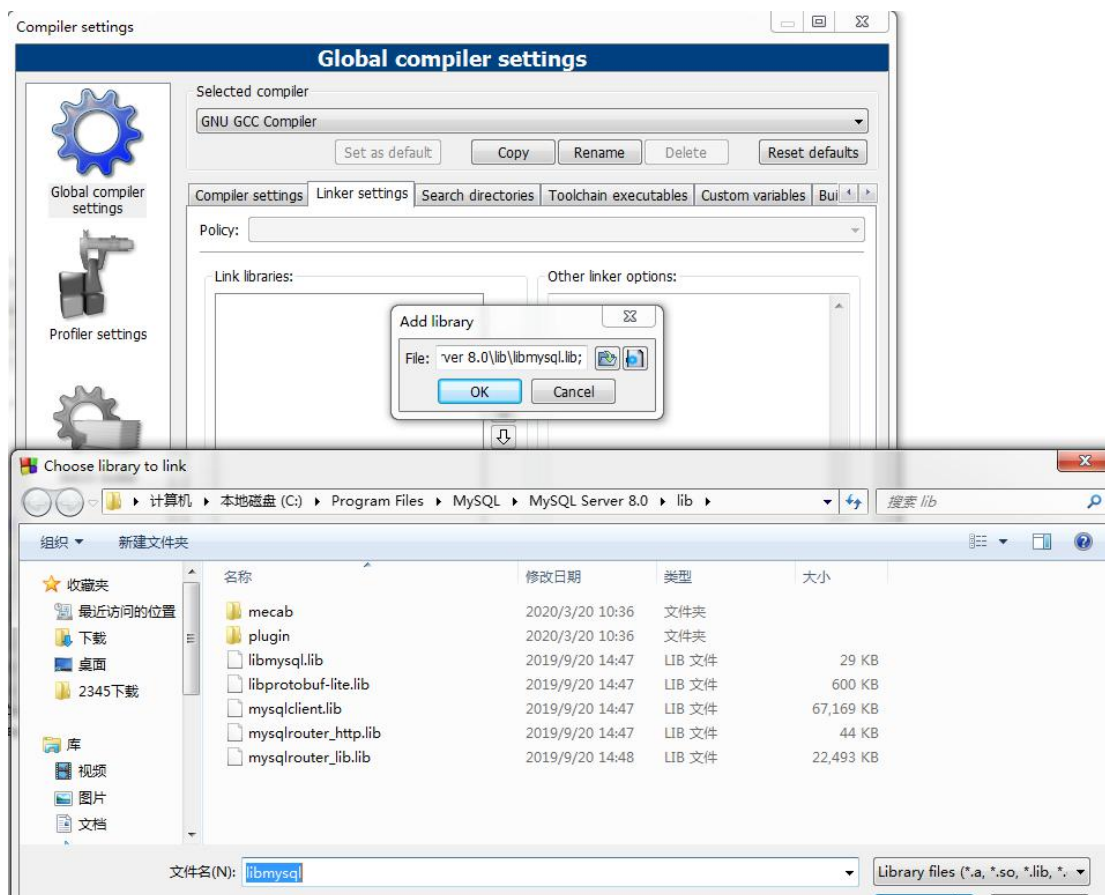 Compiler settings
Global compiler settings
Selected compiler
GNU GCC Compiler
Set as default Copy Rename Delete Reset defaults
Global compiler
settings
Compiler settings Linker settings Search directories Toolchain executables Custom variables Bui
Policy:
Link libraries: Other linker options:
Profiler settings
Add library
File: ver 8.0\lib\libmysql.lib;
OK Cancel
Choose library to link
计算机 本地磁盘 (C:) Program Files MySQL MySQL Server 8.0 lib 搜索 lib
组织 新建文件夹
名称 修改日期 类型 大小
收藏夹
最近访问的位置
下载
桌面
2345下载
库
视频
图片
文档
mecab 2020/3/20 10:36 文件夹
plugin 2020/3/20 10:36 文件夹
libmysql.lib 2019/9/20 14:47 LIB 文件 29 KB
libprotobuf-lite.lib 2019/9/20 14:47 LIB 文件 600 KB
mysqlclient.lib 2019/9/20 14:47 LIB 文件 67,169 KB
mysqlrouter_http.lib 2019/9/20 14:47 LIB 文件 44 KB
mysqlrouter_lib.lib 2019/9/20 14:48 LIB 文件 22,493 KB
文件名(N): libmysql Library files (*.a, *.so, *.lib, *.